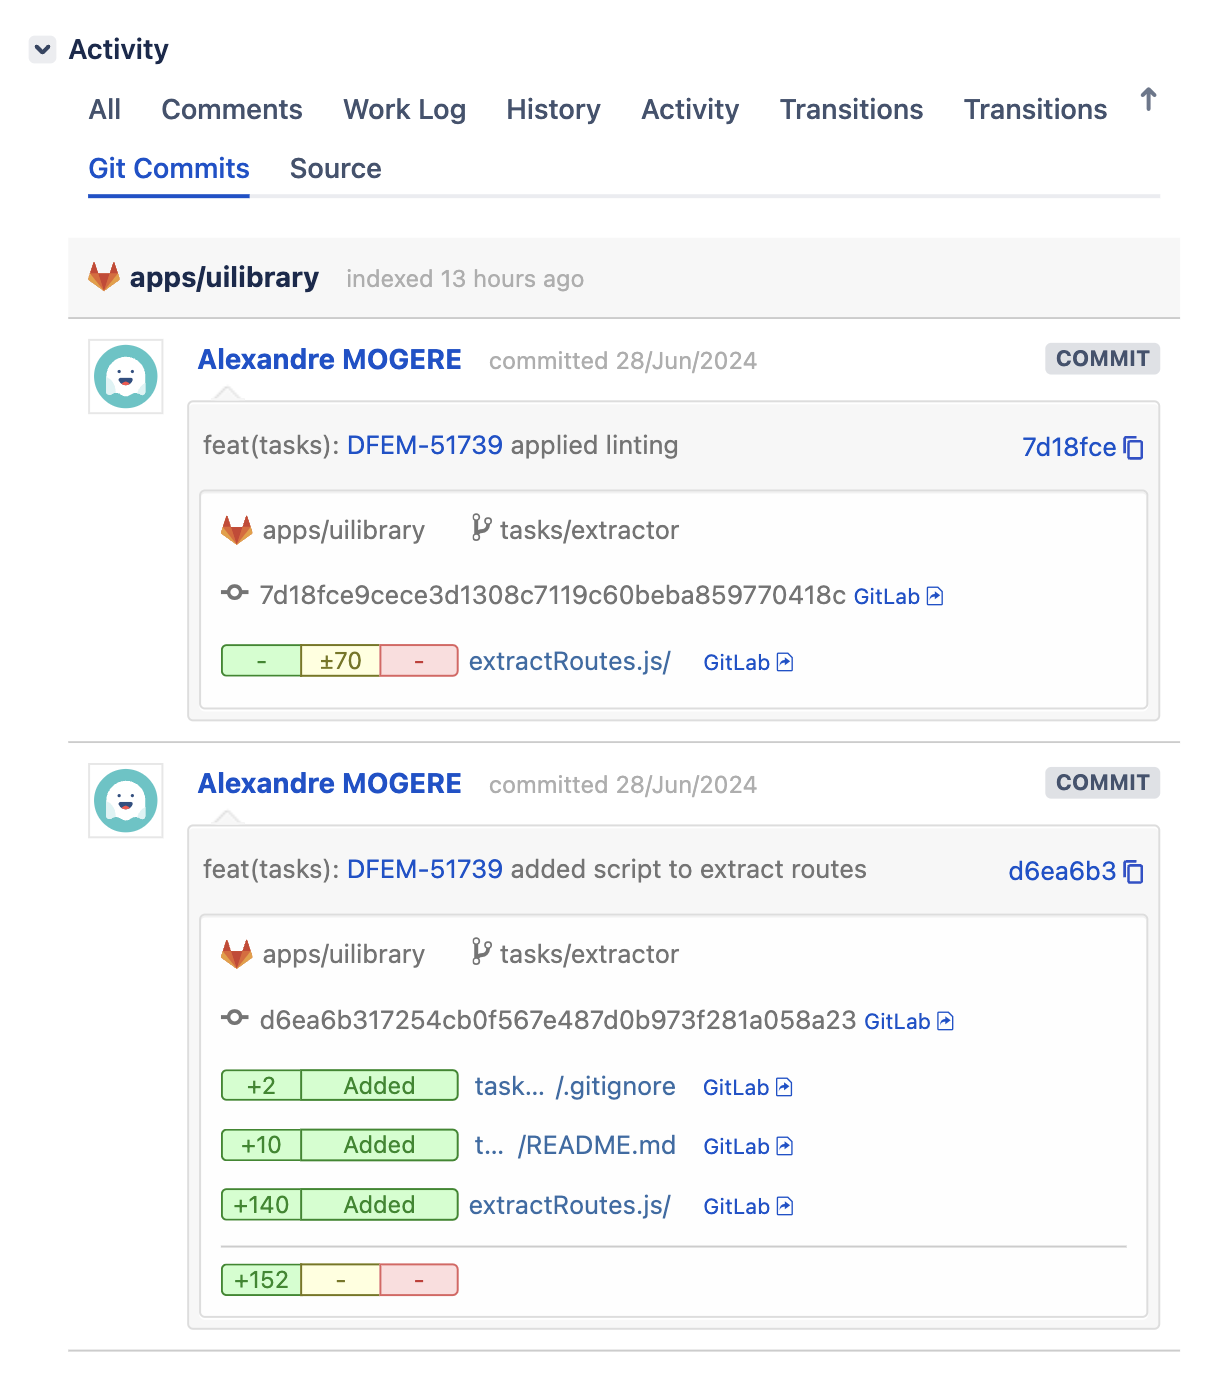 Activity
All Comments Work Log History Activity Transitions Transitions
Git Commits Source
apps/uilibrary indexed 13 hours ago
Alexandre MOGERE committed 28/Jun/2024 COMMIT
feat(tasks): DFEM-51739 applied linting 7d18fce
apps/uilibrary tasks/extractor
7d18fce9cece3d1308c7119c60beba859770418c GitLab
- ±70 - extractRoutes.js/ GitLab
Alexandre MOGERE committed 28/Jun/2024 COMMIT
feat(tasks): DFEM-51739 added script to extract routes d6ea6b3
apps/uilibrary tasks/extractor
d6ea6b317254cb0f567e487d0b973f281a058a23 GitLab
+2 Added task... /.gitignore GitLab
+10 Added t... /README.md GitLab
+140 Added extractRoutes.js/ GitLab
+152 - -